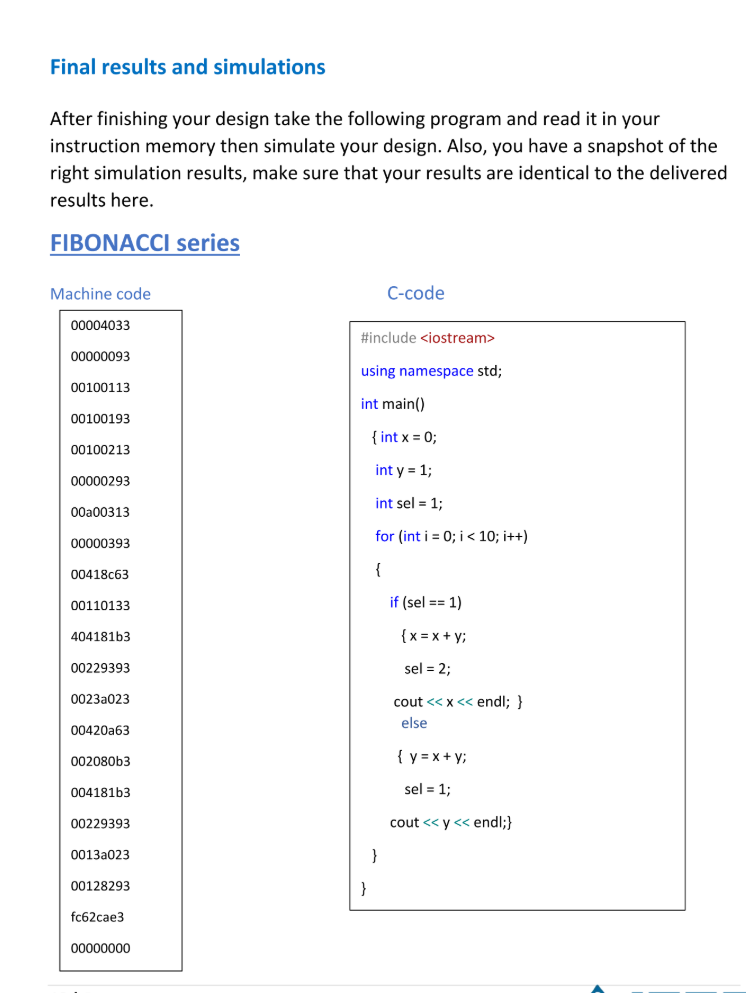 Final results and simulations
After finishing your design take the following program and read it in your
instruction memory then simulate your design. Also, you have a snapshot of the
right simulation results, make sure that your results are identical to the delivered
results here.
FIBONACCI series
Machine code
00004033
00000093
00100113
00100193
00100213
00000293
00a00313
00000393
00418c63
00110133
404181b3
00229393
0023a023
00420a63
002080b3
004181b3
00229393
0013a023
00128293
fc62cae3
00000000
C-code
#include <iostream>
using namespace std;
int main()
{ int x = 0;
int y = 1;
int sel = 1;
for (int i = 0; i < 10; i++)
{
if (sel == 1)
{ x = x + y;
sel = 2;
cout << x << endl; }
else
{ y = x + y;
sel = 1;
cout << y << endl;}
}
}